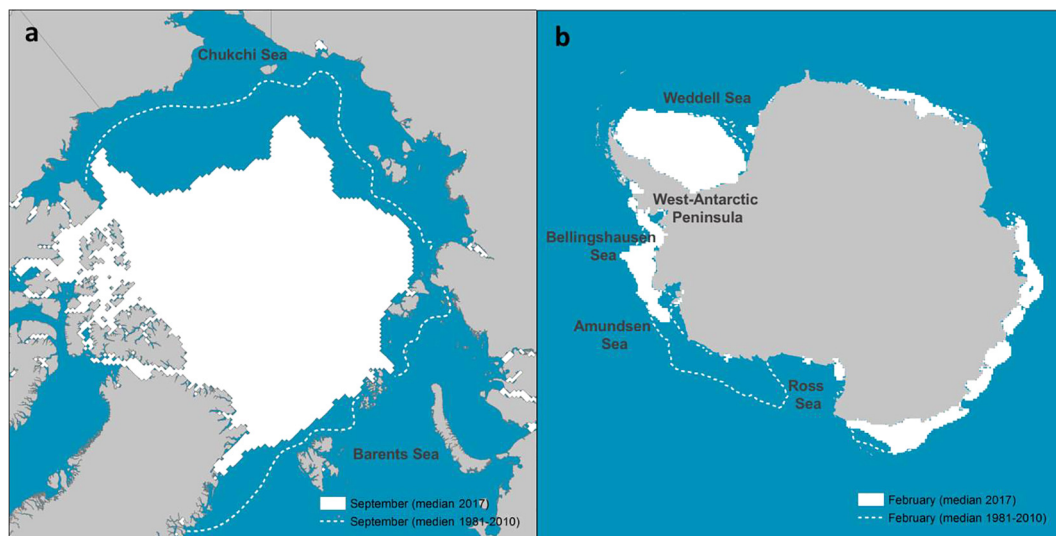 a
Chukchi Sea
Barents Sea
September (median 2017)
September (median 1981-2010)
b
Weddell Sea
West-Antarctic
Peninsula
Bellingshausen
Sea
Amundsen
Sea
Ross
Sea
February (median 2017)
February (median 1981-2010)